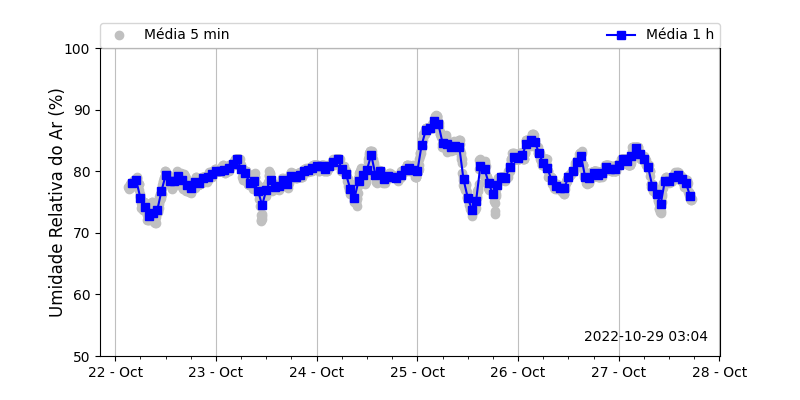 Média 5 min Média 1 h
100
90
80
70
60
50
Umidade Relativa do Ar (%)
2022-10-29 03:04
22 - Oct 23 - Oct 24 - Oct 25 - Oct 26 - Oct 27 - Oct 28 - Oct